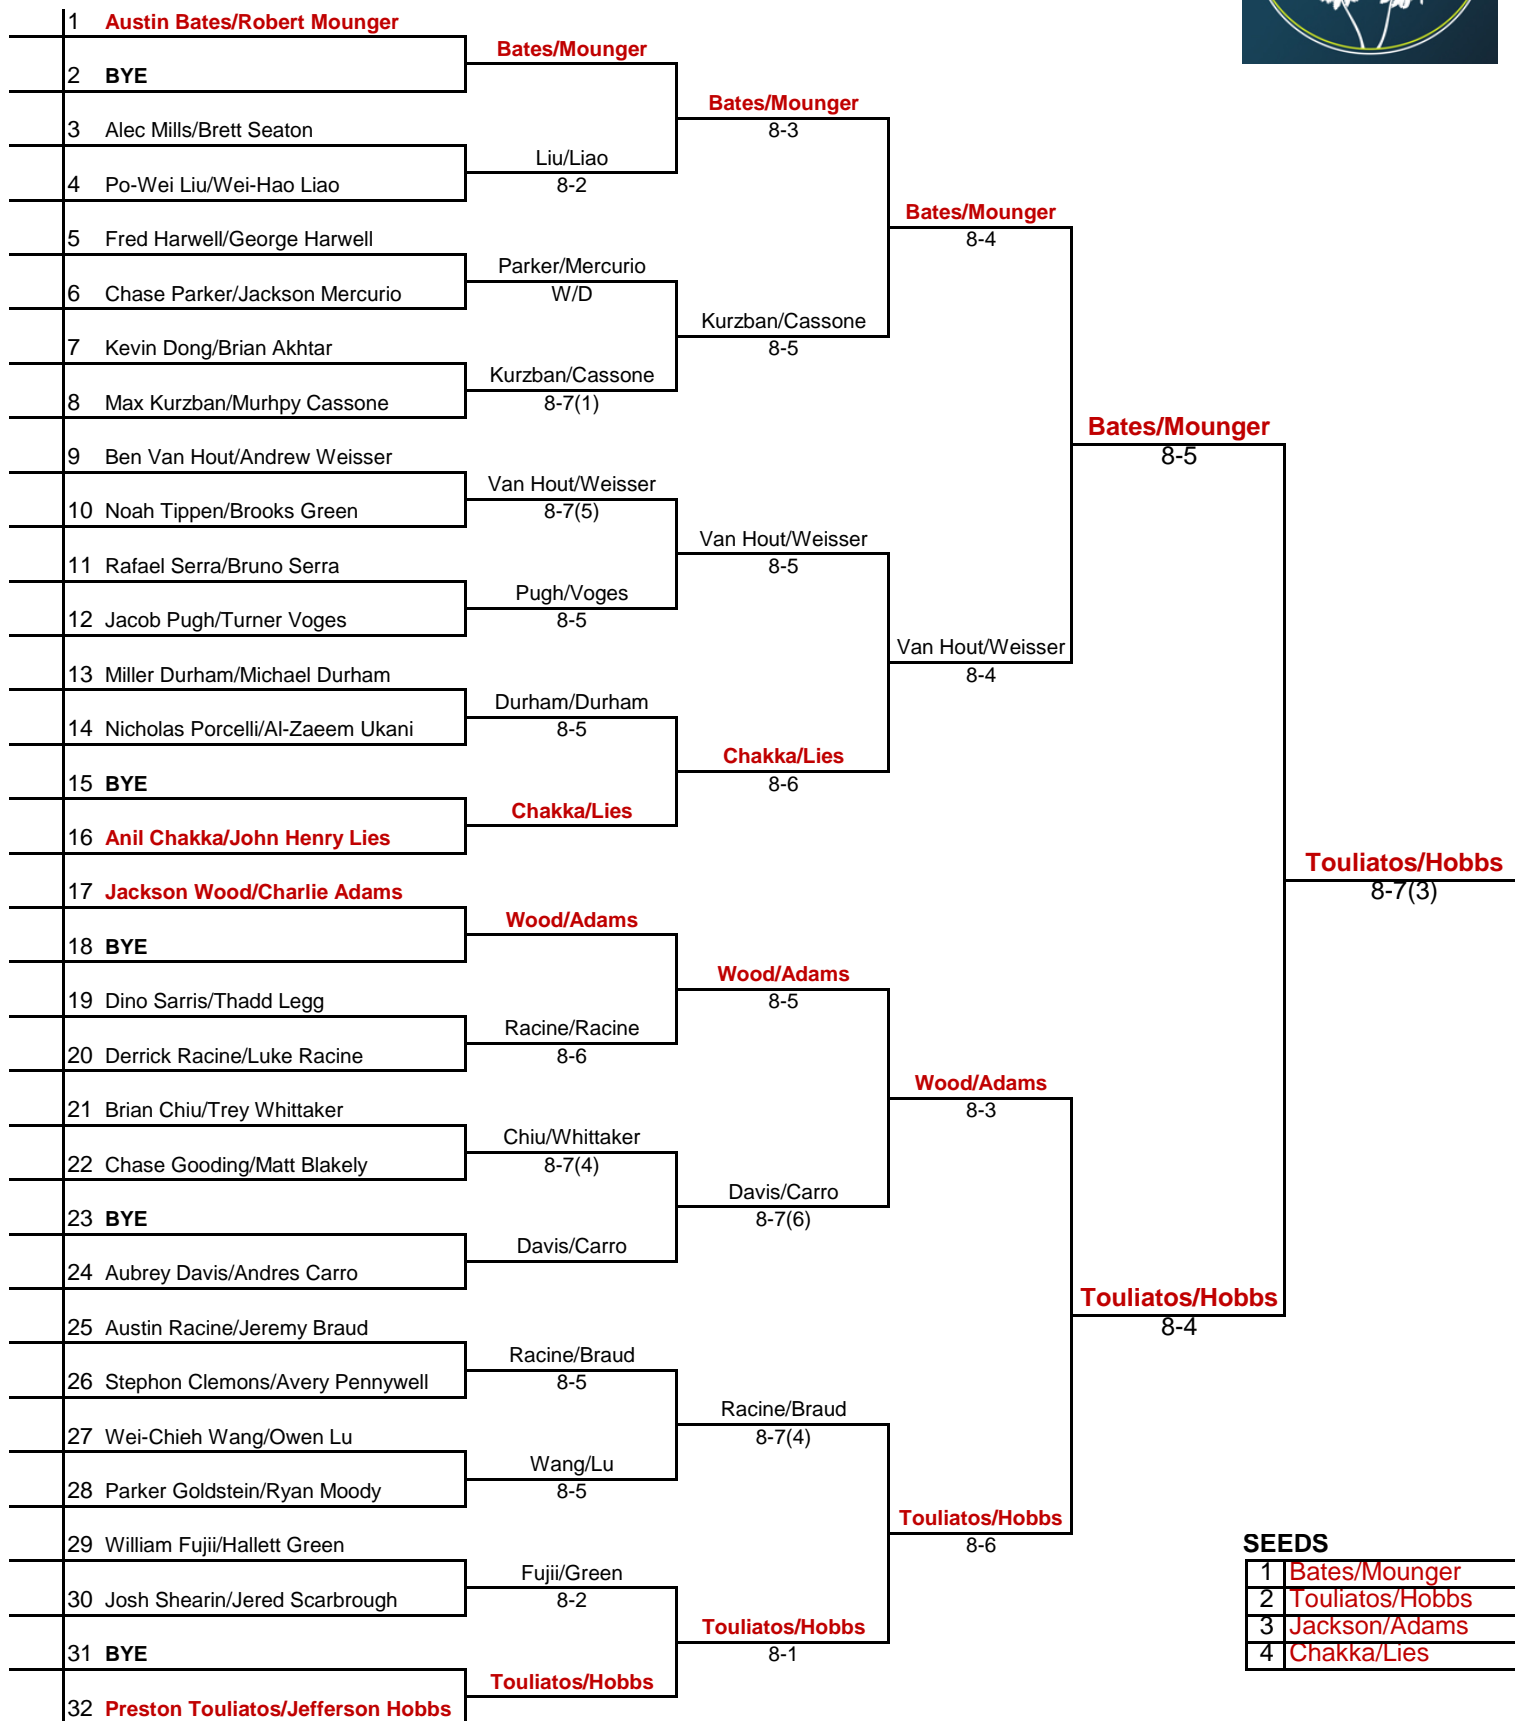 1 Austin Bates/Robert Mounger
Bates/Mounger
2 BYE
Bates/Mounger
8-3
3 Alec Mills/Brett Seaton
Liu/Liao
8-2
4 Po-Wei Liu/Wei-Hao Liao
Bates/Mounger
8-4
5 Fred Harwell/George Harwell
Parker/Mercurio
W/D
6 Chase Parker/Jackson Mercurio
Kurzban/Cassone
8-5
7 Kevin Dong/Brian Akhtar
Kurzban/Cassone
8-7(1)
8 Max Kurzban/Murhpy Cassone
Bates/Mounger
8-5
9 Ben Van Hout/Andrew Weisser
Van Hout/Weisser
8-7(5)
10 Noah Tippen/Brooks Green
Van Hout/Weisser
8-5
11 Rafael Serra/Bruno Serra
Pugh/Voges
8-5
12 Jacob Pugh/Turner Voges
Van Hout/Weisser
8-4
13 Miller Durham/Michael Durham
Durham/Durham
8-5
14 Nicholas Porcelli/Al-Zaeem Ukani
Chakka/Lies
8-6
15 BYE
Chakka/Lies
16 Anil Chakka/John Henry Lies
Touliatos/Hobbs
8-7(3)
17 Jackson Wood/Charlie Adams
Wood/Adams
18 BYE
Wood/Adams
8-5
19 Dino Sarris/Thadd Legg
Racine/Racine
8-6
20 Derrick Racine/Luke Racine
Wood/Adams
8-3
21 Brian Chiu/Trey Whittaker
Chiu/Whittaker
8-7(4)
22 Chase Gooding/Matt Blakely
Davis/Carro
8-7(6)
23 BYE
Davis/Carro
24 Aubrey Davis/Andres Carro
Touliatos/Hobbs
8-4
25 Austin Racine/Jeremy Braud
Racine/Braud
8-5
26 Stephon Clemons/Avery Pennywell
Racine/Braud
8-7(4)
27 Wei-Chieh Wang/Owen Lu
Wang/Lu
8-5
28 Parker Goldstein/Ryan Moody
Touliatos/Hobbs
8-6
29 William Fujii/Hallett Green
Fujii/Green
8-2
30 Josh Shearin/Jered Scarbrough
Touliatos/Hobbs
8-1
31 BYE
Touliatos/Hobbs
32 Preston Touliatos/Jefferson Hobbs
SEEDS
1 Bates/Mounger
2 Touliatos/Hobbs
3 Jackson/Adams
4 Chakka/Lies